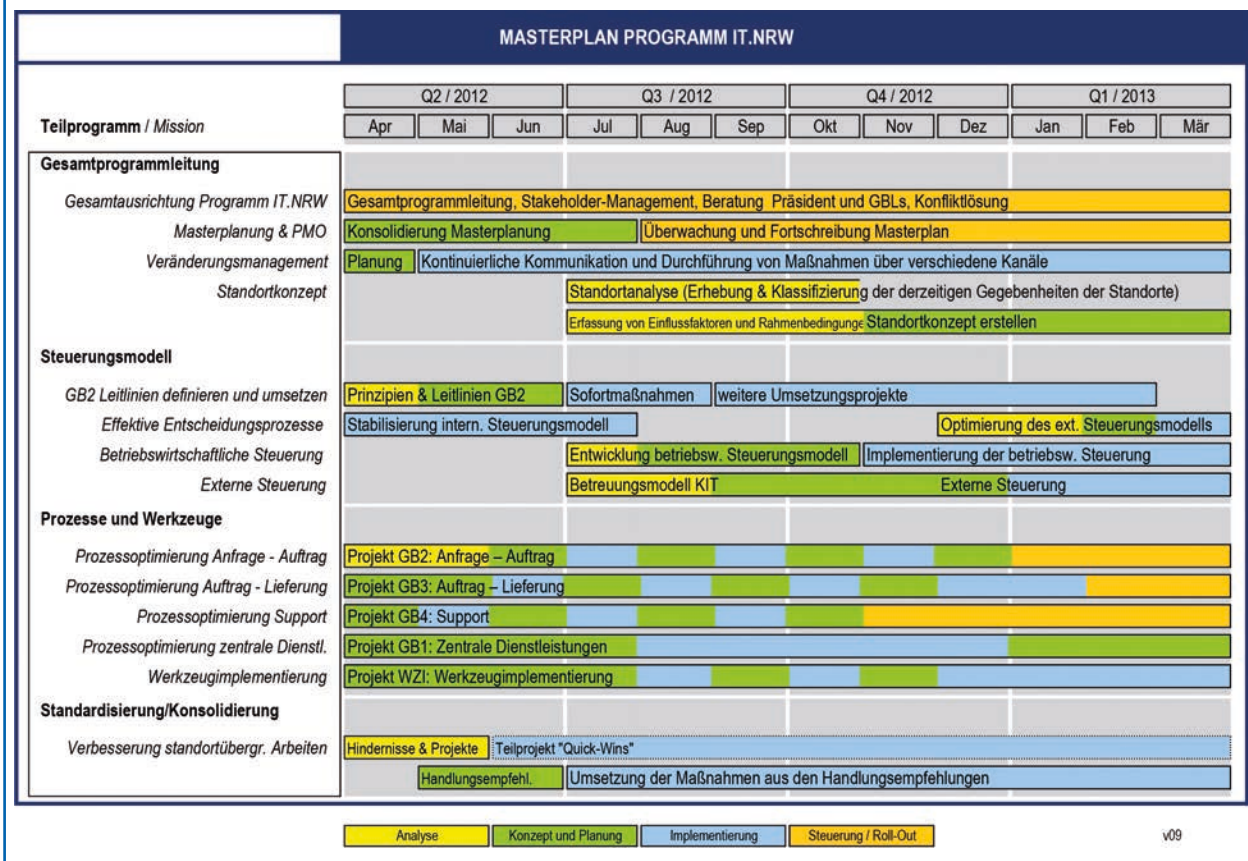 MASTERPLAN PROGRAMM IT.NRW
Q2 / 2012 Q3 / 2012 Q4 / 2012 Q1 / 2013
Teilprogramm / Mission Apr Mai Jun Jul Aug Sep Okt Nov Dez Jan Feb Mär
Gesamtprogrammleitung
Gesamtausrichtung Programm IT.NRW Gesamtprogrammleitung, Stakeholder-Management, Beratung Präsident und GBLs, Konfliktlösung
Masterplanung & PMO Konsolidierung Masterplanung Überwachung und Fortschreibung Masterplan
Veränderungsmanagement Planung Kontinuierliche Kommunikation und Durchführung von Maßnahmen über verschiedene Kanäle
Standortkonzept Standortanalyse (Erhebung & Klassifizierung der derzeitigen Gegebenheiten der Standorte)
Erfassung von Einflussfaktoren und Rahmenbedingunge Standortkonzept erstellen
Steuerungsmodell
GB2 Leitlinien definieren und umsetzen Prinzipien & Leitlinien GB2 Sofortmaßnahmen weitere Umsetzungsprojekte
Effektive Entscheidungsprozesse Stabilisierung intern. Steuerungsmodell Optimierung des ext. Steuerungsmodells
Betriebswirtschaftliche Steuerung Entwicklung betriebsw. Steuerungsmodell Implementierung der betriebsw. Steuerung
Externe Steuerung Betreuungsmodell KIT Externe Steuerung
Prozesse und Werkzeuge
Prozessoptimierung Anfrage - Auftrag Projekt GB2: Anfrage – Auftrag
Prozessoptimierung Auftrag - Lieferung Projekt GB3: Auftrag – Lieferung
Prozessoptimierung Support Projekt GB4: Support
Prozessoptimierung zentrale Dienstl. Projekt GB1: Zentrale Dienstleistungen
Werkzeugimplementierung Projekt WZI: Werkzeugimplementierung
Standardisierung/Konsolidierung
Verbesserung standortübergr. Arbeiten Hindernisse & Projekte Teilprojekt "Quick-Wins"
Handlungsempfehl. Umsetzung der Maßnahmen aus den Handlungsempfehlungen
Analyse Konzept und Planung Implementierung Steuerung / Roll-Out v09